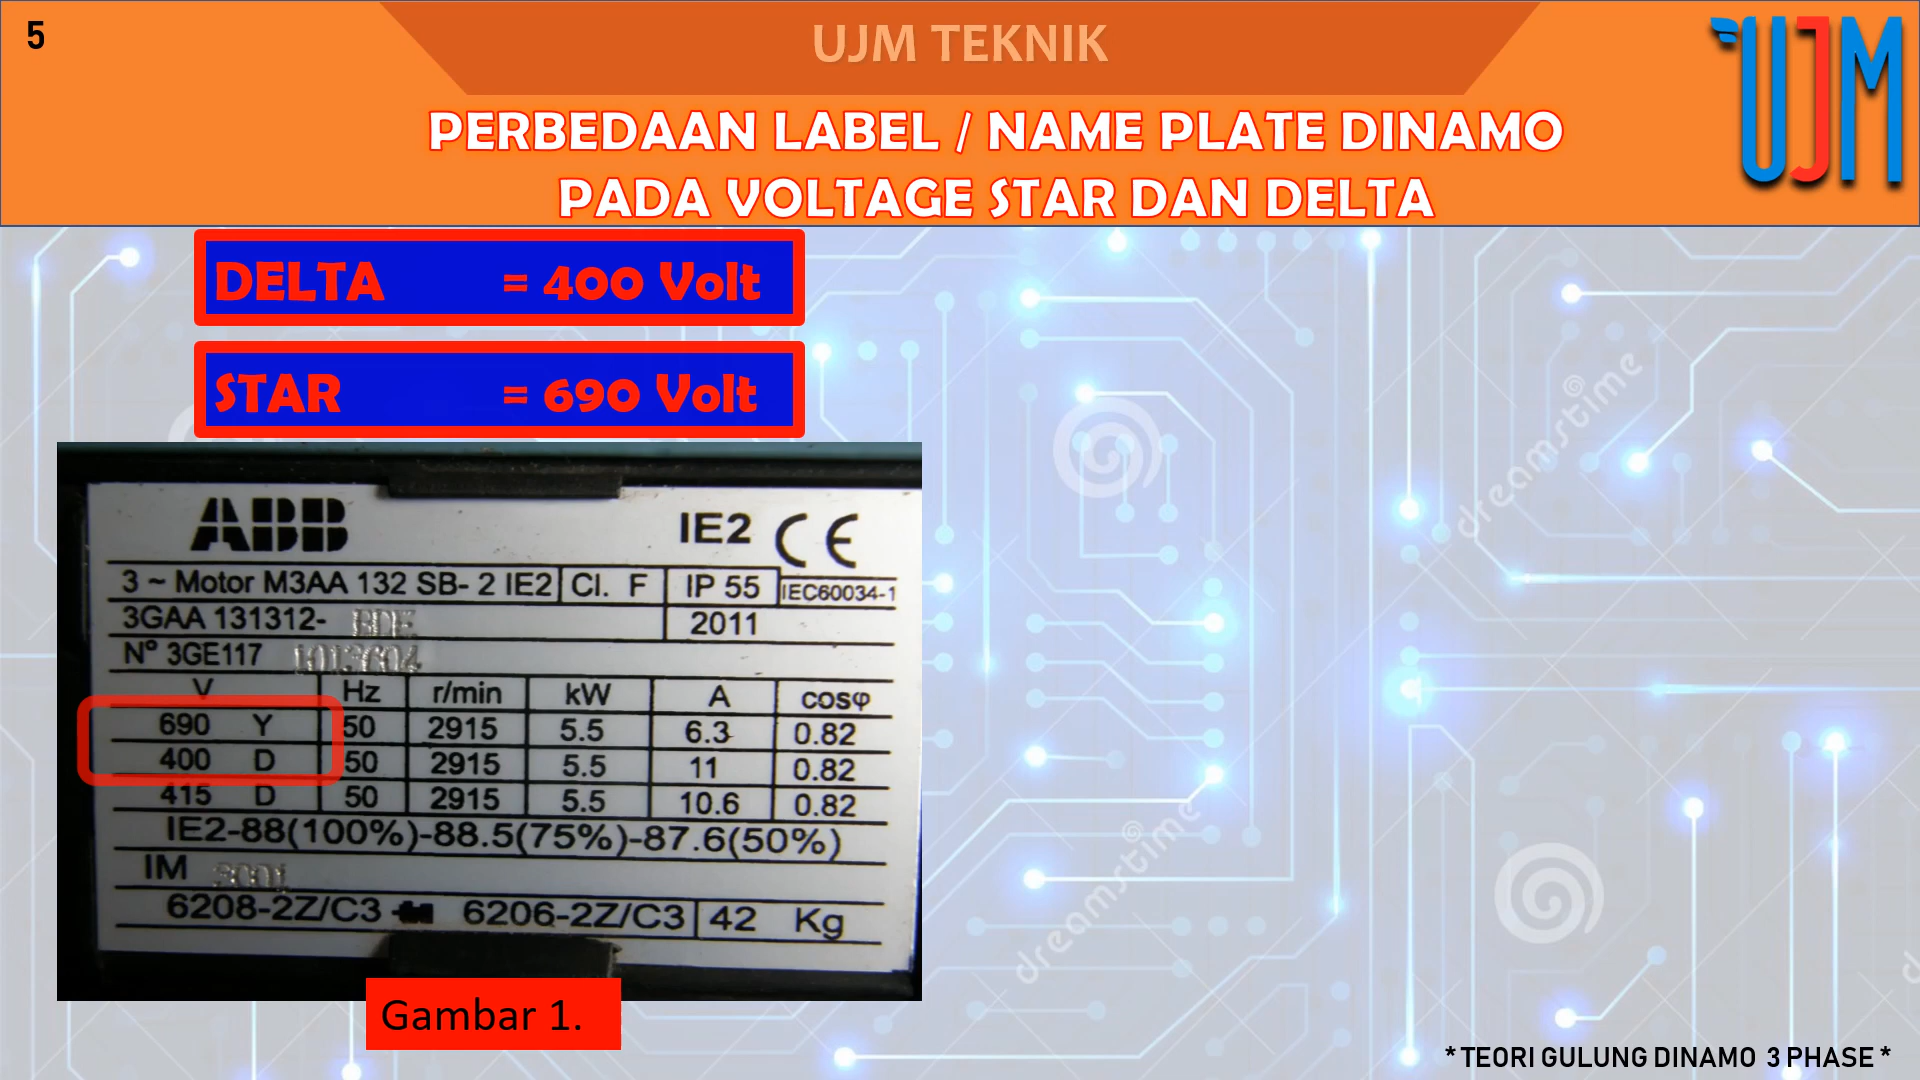 5
UJM TEKNIK
UJM
PERBEDAAN LABEL / NAME PLATE DINAMO
PADA VOLTAGE STAR DAN DELTA
DELTA = 400 Volt
STAR = 690 Volt
ABB IE2 CE
3 ~ Motor M3AA 132 SB- 2 IE2 Cl. F IP 55 IEC60034-1
3GAA 131312- BDE 2011
Nº 3GE117 1013604
V Hz r/min kW A cosφ
690 Y 50 2915 5.5 6.3 0.82
400 D 50 2915 5.5 11 0.82
415 D 50 2915 5.5 10.6 0.82
IE2-88(100%)-88.5(75%)-87.6(50%)
IM 3001
6208-2Z/C3 6206-2Z/C3 42 Kg
Gambar 1.
dreamstime
dreamstime
* TEORI GULUNG DINAMO 3 PHASE *